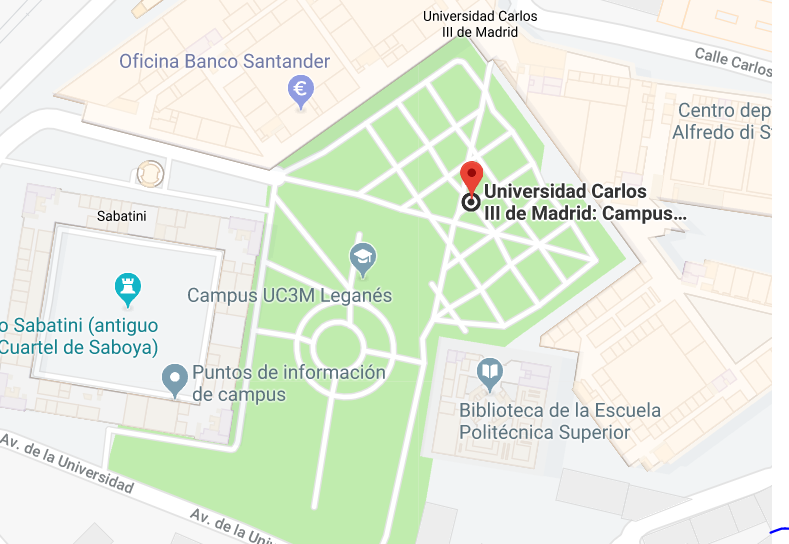 Universidad Carlos
III de Madrid
Calle Carlos
Oficina Banco Santander
€
Centro dep
Alfredo di S
Universidad Carlos
III de Madrid: Campus...
Sabatini
Campus UC3M Leganés
o Sabatini (antiguo
Cuartel de Saboya)
Puntos de información
de campus
Biblioteca de la Escuela
Politécnica Superior
Av. de la Universidad
Av. de la Univ